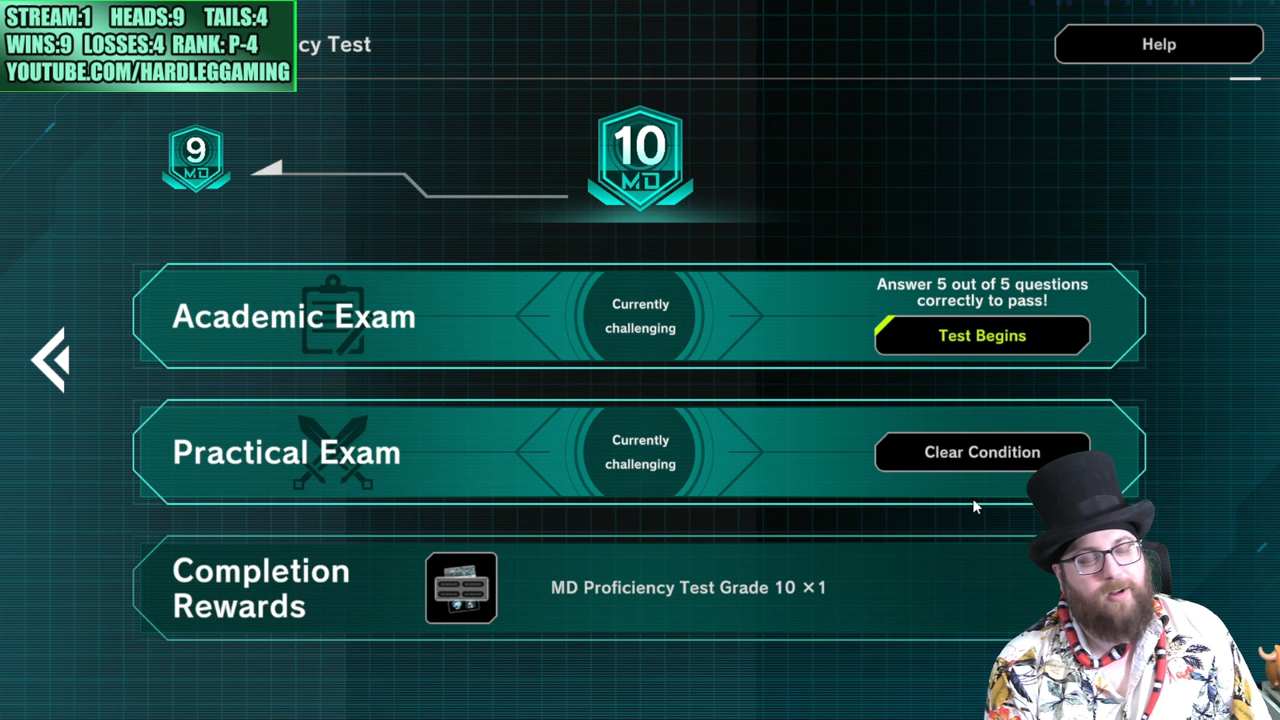 STREAM:1 HEADS:9 TAILS:4
WINS:9 LOSSES:4 RANK: P-4
YOUTUBE.COM/HARDLEGGAMING
cy Test
Help
9
MD
10
MD
Academic Exam
Currently
challenging
Answer 5 out of 5 questions
correctly to pass!
Test Begins
Practical Exam
Currently
challenging
Clear Condition
Completion
Rewards
MD Proficiency Test Grade 10 ×1